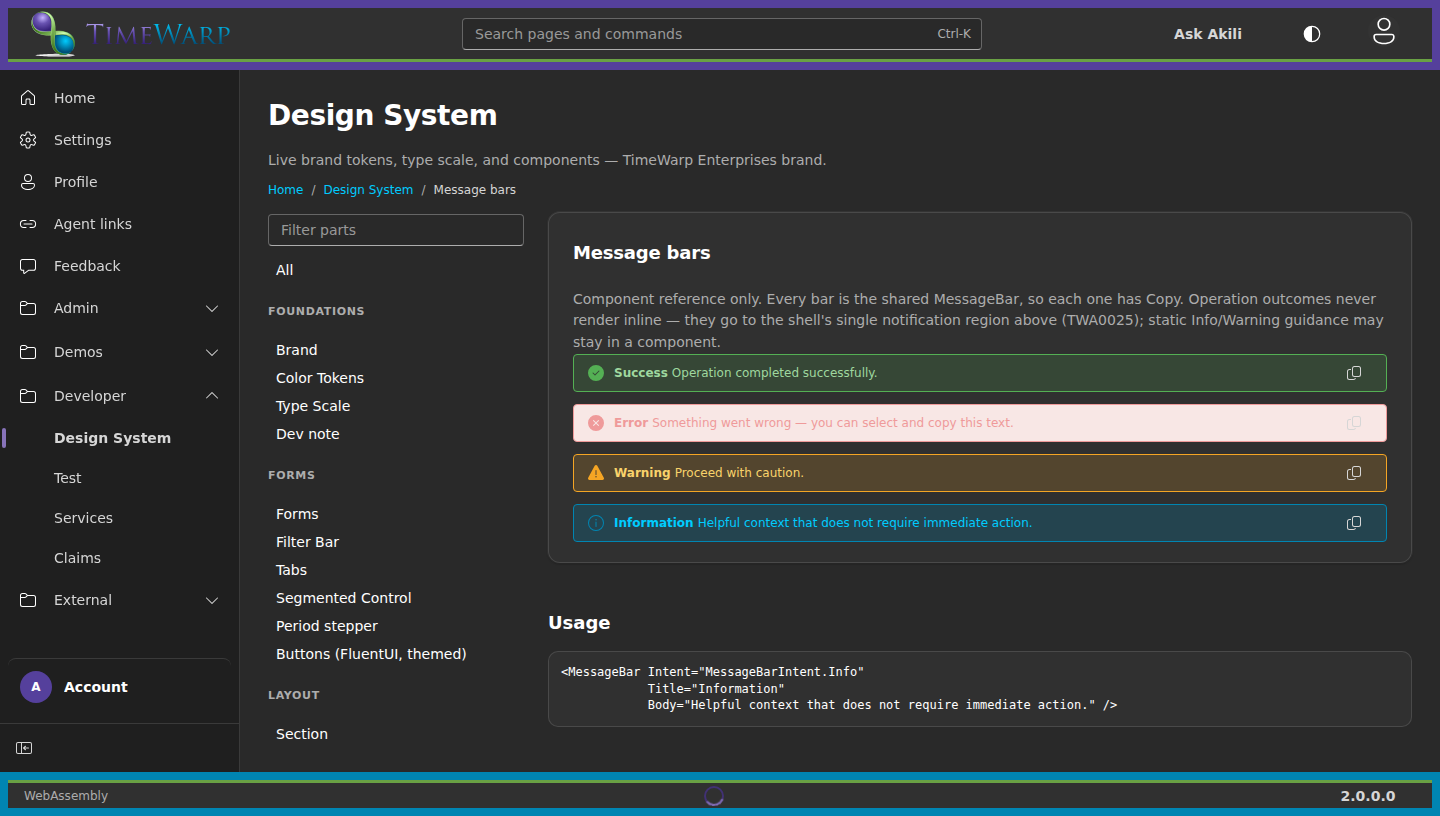 TimeWarp
Search pages and commands
Ctrl-K
Ask Akili
Home
Settings
Profile
Agent links
Feedback
Admin
Demos
Developer
Design System
Test
Services
Claims
External
A
Account
Design System
Live brand tokens, type scale, and components — TimeWarp Enterprises brand.
Home / Design System / Message bars
Filter parts
All
FOUNDATIONS
Brand
Color Tokens
Type Scale
Dev note
FORMS
Forms
Filter Bar
Tabs
Segmented Control
Period stepper
Buttons (FluentUI, themed)
LAYOUT
Section
Message bars
Component reference only. Every bar is the shared MessageBar, so each one has Copy. Operation outcomes never
render inline — they go to the shell's single notification region above (TWA0025); static Info/Warning guidance may
stay in a component.
Success Operation completed successfully.
Error Something went wrong — you can select and copy this text.
Warning Proceed with caution.
Information Helpful context that does not require immediate action.
Usage
<MessageBar Intent="MessageBarIntent.Info"
Title="Information"
Body="Helpful context that does not require immediate action." />
WebAssembly
2.0.0.0